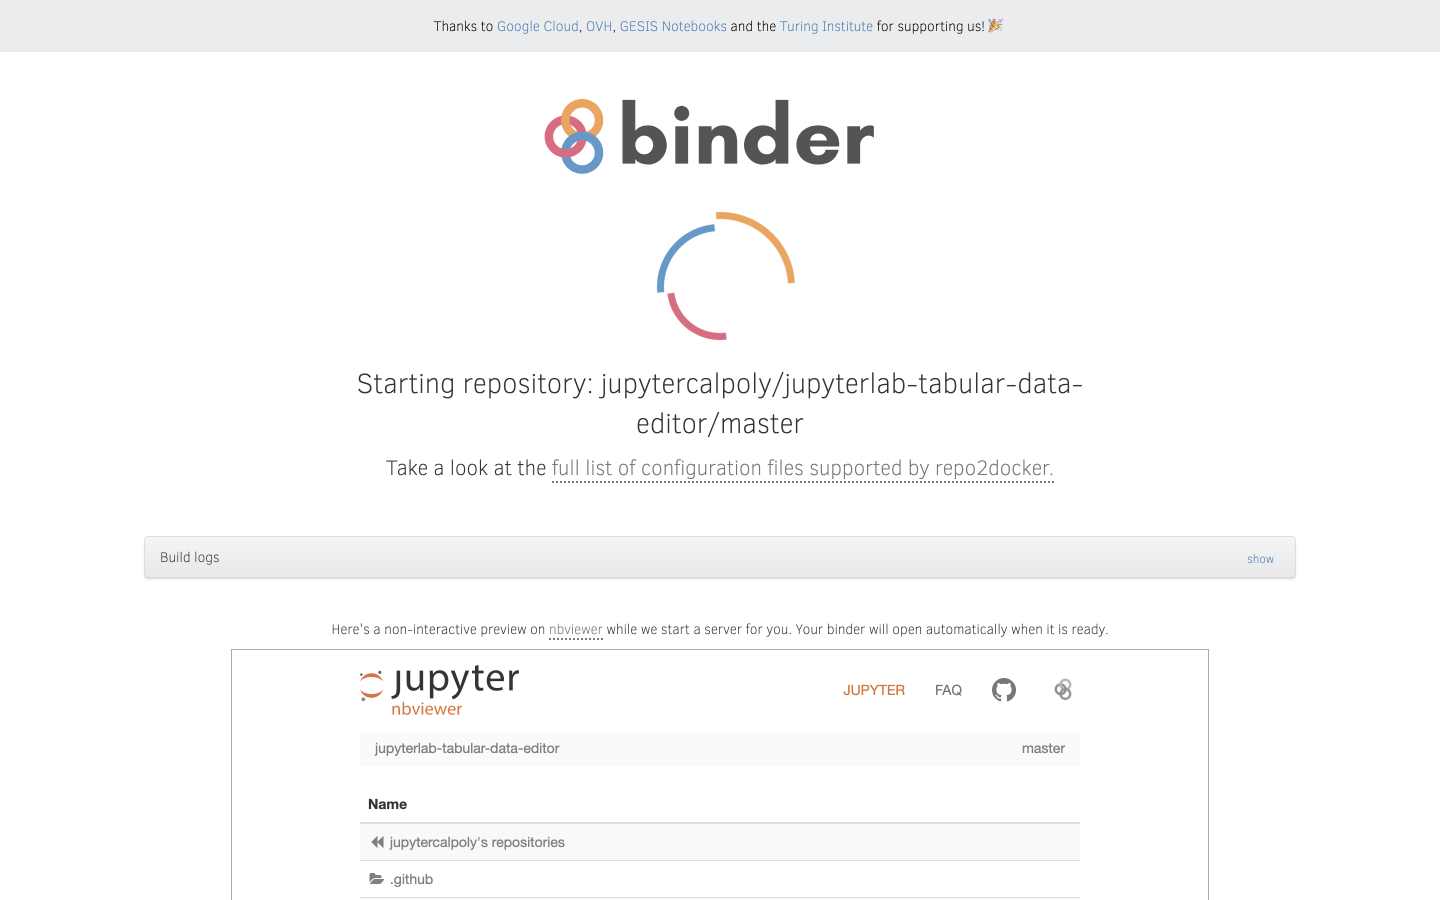 Thanks to Google Cloud, OVH, GESIS Notebooks and the Turing Institute for supporting us! 🎉
binder
Starting repository: jupytercalpoly/jupyterlab-tabular-data-
editor/master
Take a look at the full list of configuration files supported by repo2docker.
Build logs show
Here's a non-interactive preview on nbviewer while we start a server for you. Your binder will open automatically when it is ready.
jupyter
nbviewer
JUPYTER FAQ
jupyterlab-tabular-data-editor master
Name
jupytercalpoly's repositories
.github